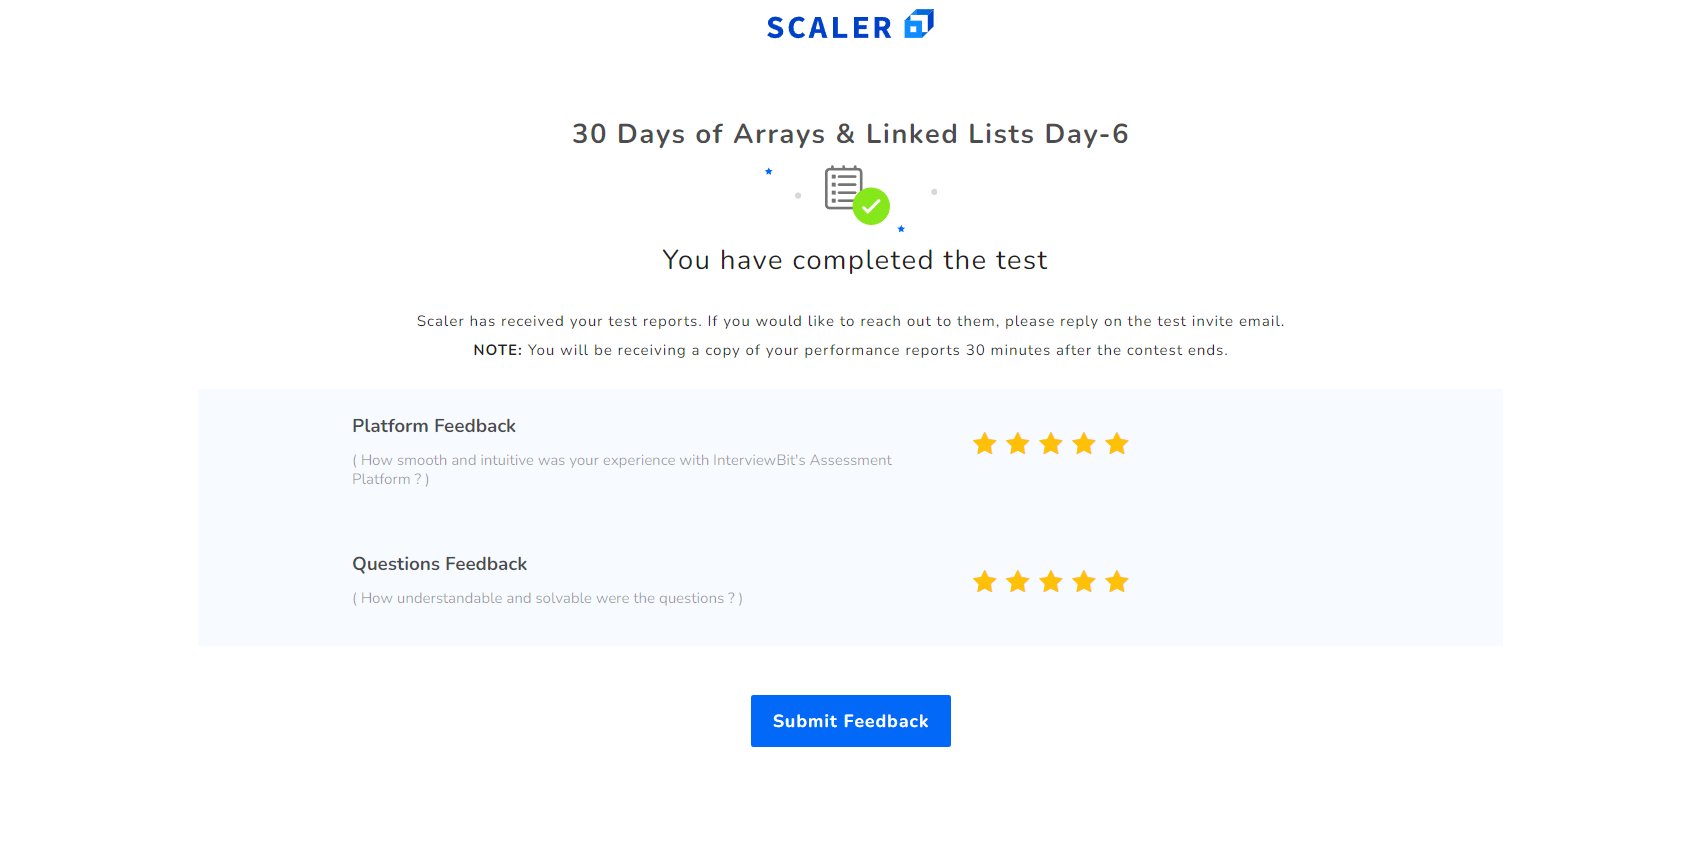 SCALER
30 Days of Arrays & Linked Lists Day-6
You have completed the test
Scaler has received your test reports. If you would like to reach out to them, please reply on the test invite email.
NOTE: You will be receiving a copy of your performance reports 30 minutes after the contest ends.
Platform Feedback
( How smooth and intuitive was your experience with InterviewBit's Assessment
Platform ? )
Questions Feedback
( How understandable and solvable were the questions ? )
Submit Feedback